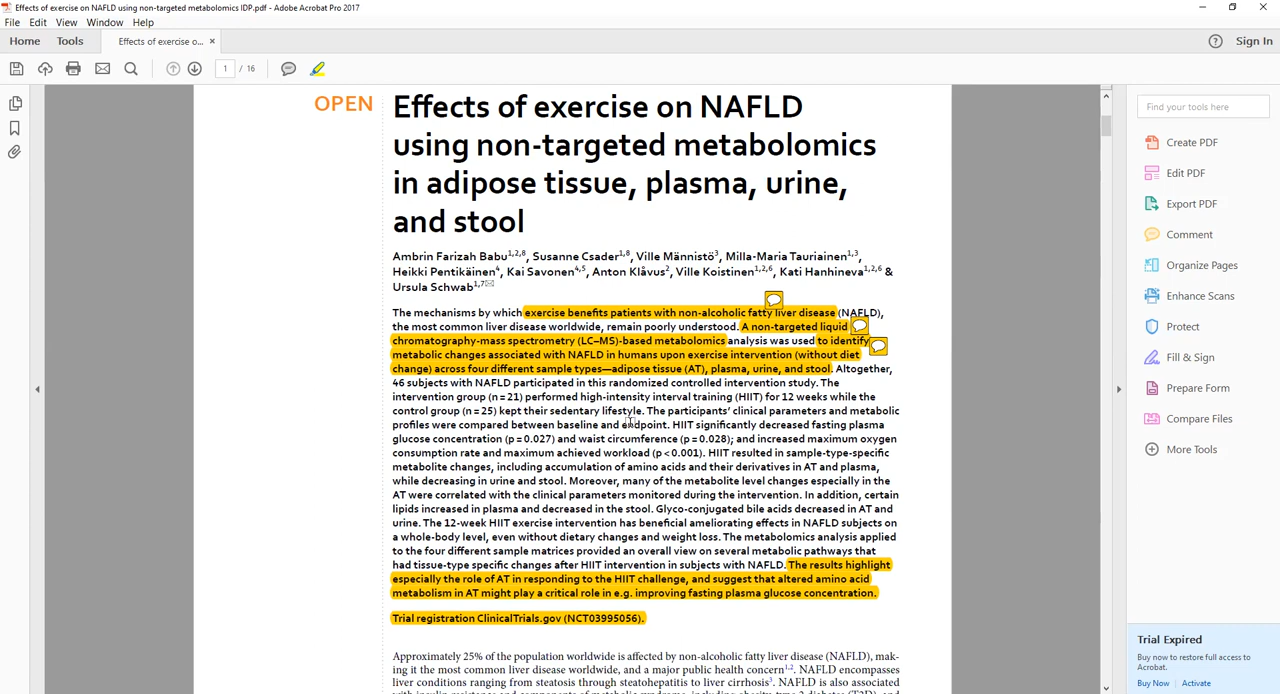 Effects of exercise on NAFLD using non-targeted metabolomics IDP.pdf - Adobe Acrobat Pro 2017
File Edit View Window Help
Home Tools Effects of exercise o... × ? Sign In
1 / 16
OPEN
Effects of exercise on NAFLD
using non-targeted metabolomics
in adipose tissue, plasma, urine,
and stool
Ambrin Farizah Babu1,2,8, Susanne Csader1,8, Ville Männistö3, Milla-Maria Tauriainen1,3,
Heikki Pentikäinen4, Kai Savonen4,5, Anton Klåvus2, Ville Koistinen1,2,6, Kati Hanhineva1,2,6 &
Ursula Schwab1,7✉
The mechanisms by which exercise benefits patients with non-alcoholic fatty liver disease (NAFLD),
the most common liver disease worldwide, remain poorly understood. A non-targeted liquid
chromatography-mass spectrometry (LC–MS)-based metabolomics analysis was used to identify
metabolic changes associated with NAFLD in humans upon exercise intervention (without diet
change) across four different sample types—adipose tissue (AT), plasma, urine, and stool. Altogether,
46 subjects with NAFLD participated in this randomized controlled intervention study. The
intervention group (n = 21) performed high-intensity interval training (HIIT) for 12 weeks while the
control group (n = 25) kept their sedentary lifestyle. The participants' clinical parameters and metabolic
profiles were compared between baseline and endpoint. HIIT significantly decreased fasting plasma
glucose concentration (p = 0.027) and waist circumference (p = 0.028); and increased maximum oxygen
consumption rate and maximum achieved workload (p < 0.001). HIIT resulted in sample-type-specific
metabolite changes, including accumulation of amino acids and their derivatives in AT and plasma,
while decreasing in urine and stool. Moreover, many of the metabolite level changes especially in the
AT were correlated with the clinical parameters monitored during the intervention. In addition, certain
lipids increased in plasma and decreased in the stool. Glyco-conjugated bile acids decreased in AT and
urine. The 12-week HIIT exercise intervention has beneficial ameliorating effects in NAFLD subjects on
a whole-body level, even without dietary changes and weight loss. The metabolomics analysis applied
to the four different sample matrices provided an overall view on several metabolic pathways that
had tissue-type specific changes after HIIT intervention in subjects with NAFLD. The results highlight
especially the role of AT in responding to the HIIT challenge, and suggest that altered amino acid
metabolism in AT might play a critical role in e.g. improving fasting plasma glucose concentration.
Trial registration ClinicalTrials.gov (NCT03995056).
Approximately 25% of the population worldwide is affected by non-alcoholic fatty liver disease (NAFLD), mak-
ing it the most common liver disease worldwide, and a major public health concern1,2. NAFLD encompasses
liver conditions ranging from steatosis through steatohepatitis to liver cirrhosis3. NAFLD is also associated
Find your tools here
Create PDF
Edit PDF
Export PDF
Comment
Organize Pages
Enhance Scans
Protect
Fill & Sign
Prepare Form
Compare Files
More Tools
Trial Expired
Buy now to restore full access to
Acrobat.
Buy Now | Activate